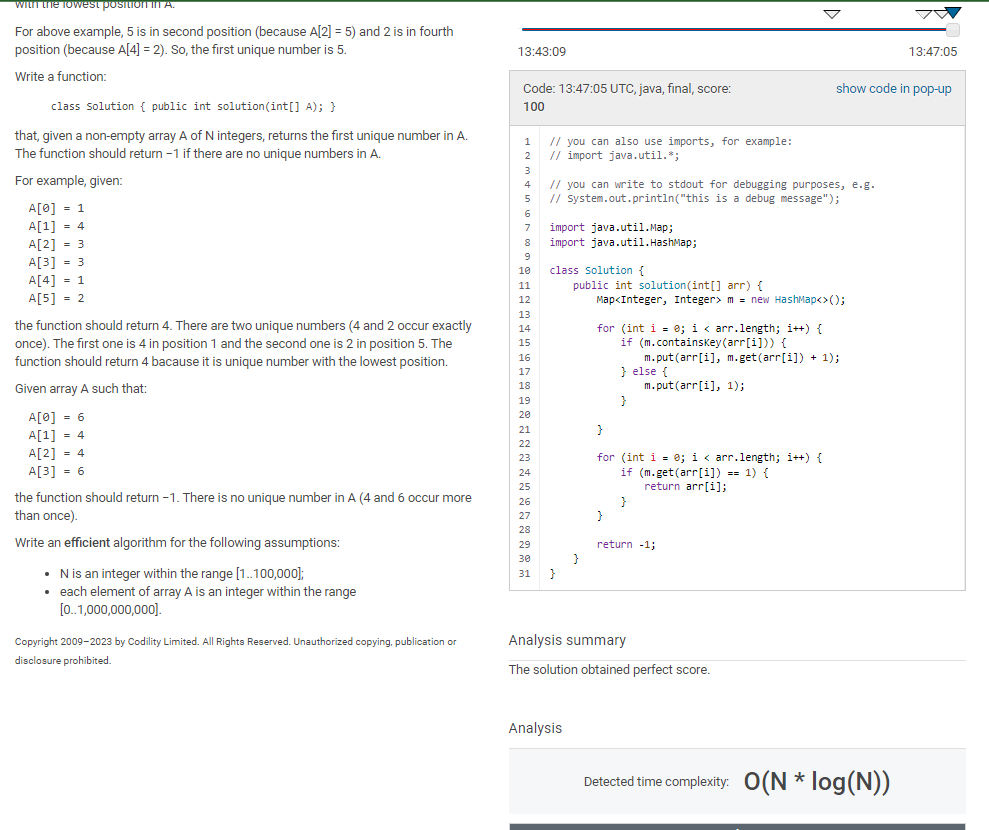 with the lowest position in A.
For above example, 5 is in second position (because A[2] = 5) and 2 is in fourth
position (because A[4] = 2). So, the first unique number is 5.
Write a function:
class Solution { public int solution(int[] A); }
that, given a non-empty array A of N integers, returns the first unique number in A.
The function should return −1 if there are no unique numbers in A.
For example, given:
A[0] = 1
A[1] = 4
A[2] = 3
A[3] = 3
A[4] = 1
A[5] = 2
the function should return 4. There are two unique numbers (4 and 2 occur exactly
once). The first one is 4 in position 1 and the second one is 2 in position 5. The
function should return 4 bacause it is unique number with the lowest position.
Given array A such that:
A[0] = 6
A[1] = 4
A[2] = 4
A[3] = 6
the function should return −1. There is no unique number in A (4 and 6 occur more
than once).
Write an efficient algorithm for the following assumptions:
• N is an integer within the range [1..100,000];
• each element of array A is an integer within the range
[0..1,000,000,000].
Copyright 2009–2023 by Codility Limited. All Rights Reserved. Unauthorized copying, publication or
disclosure prohibited.
13:43:09
13:47:05
Code: 13:47:05 UTC, java, final, score:
show code in pop-up
100
1 // you can also use imports, for example:
2 // import java.util.*;
3
4 // you can write to stdout for debugging purposes, e.g.
5 // System.out.println("this is a debug message");
6
7 import java.util.Map;
8 import java.util.HashMap;
9
10 class Solution {
11     public int solution(int[] arr) {
12         Map<Integer, Integer> m = new HashMap<>();
13
14         for (int i = 0; i < arr.length; i++) {
15             if (m.containsKey(arr[i])) {
16                 m.put(arr[i], m.get(arr[i]) + 1);
17             } else {
18                 m.put(arr[i], 1);
19             }
20
21         }
22
23         for (int i = 0; i < arr.length; i++) {
24             if (m.get(arr[i]) == 1) {
25                 return arr[i];
26             }
27         }
28
29         return -1;
30     }
31 }
Analysis summary
The solution obtained perfect score.
Analysis
Detected time complexity: O(N * log(N))